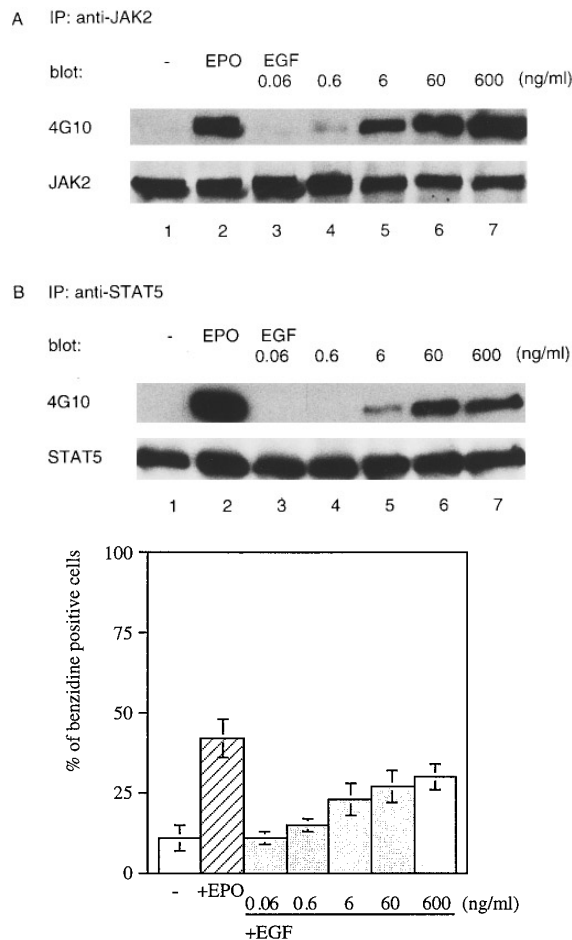 A IP: anti-JAK2
blot: - EPO EGF
0.06 0.6 6 60 600 (ng/ml)
4G10
JAK2
1 2 3 4 5 6 7
B IP: anti-STAT5
blot: - EPO EGF
0.06 0.6 6 60 600 (ng/ml)
4G10
STAT5
1 2 3 4 5 6 7
% of benzidine positive cells
100
75
50
25
0
- +EPO 0.06 0.6 6 60 600 (ng/ml)
+EGF